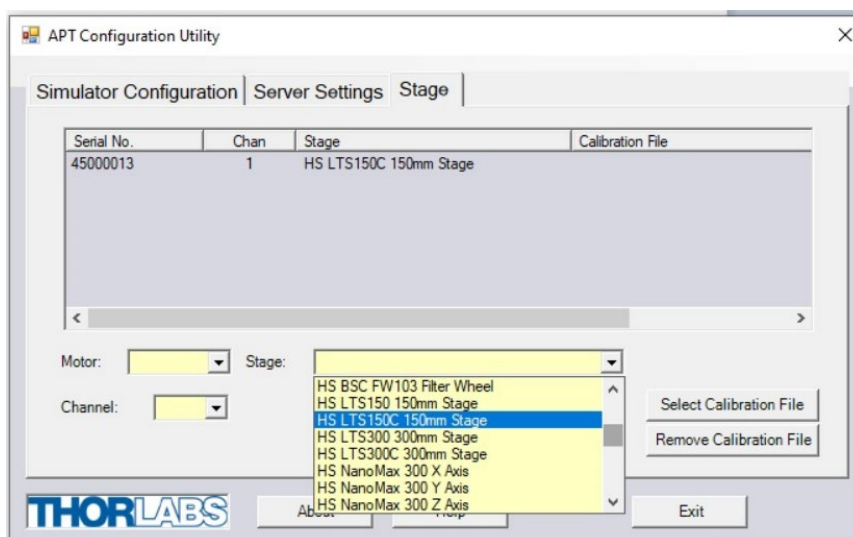 APT Configuration Utility
Simulator Configuration Server Settings Stage
Serial No. Chan Stage Calibration File
45000013 1 HS LTS150C 150mm Stage
Motor: Stage:
HS BSC FW103 Filter Wheel
HS LTS150 150mm Stage
Channel:
HS LTS150C 150mm Stage
Select Calibration File
HS LTS300 300mm Stage
HS LTS300C 300mm Stage
Remove Calibration File
HS NanoMax 300 X Axis
HS NanoMax 300 Y Axis
HS NanoMax 300 Z Axis
THORLABS
Exit